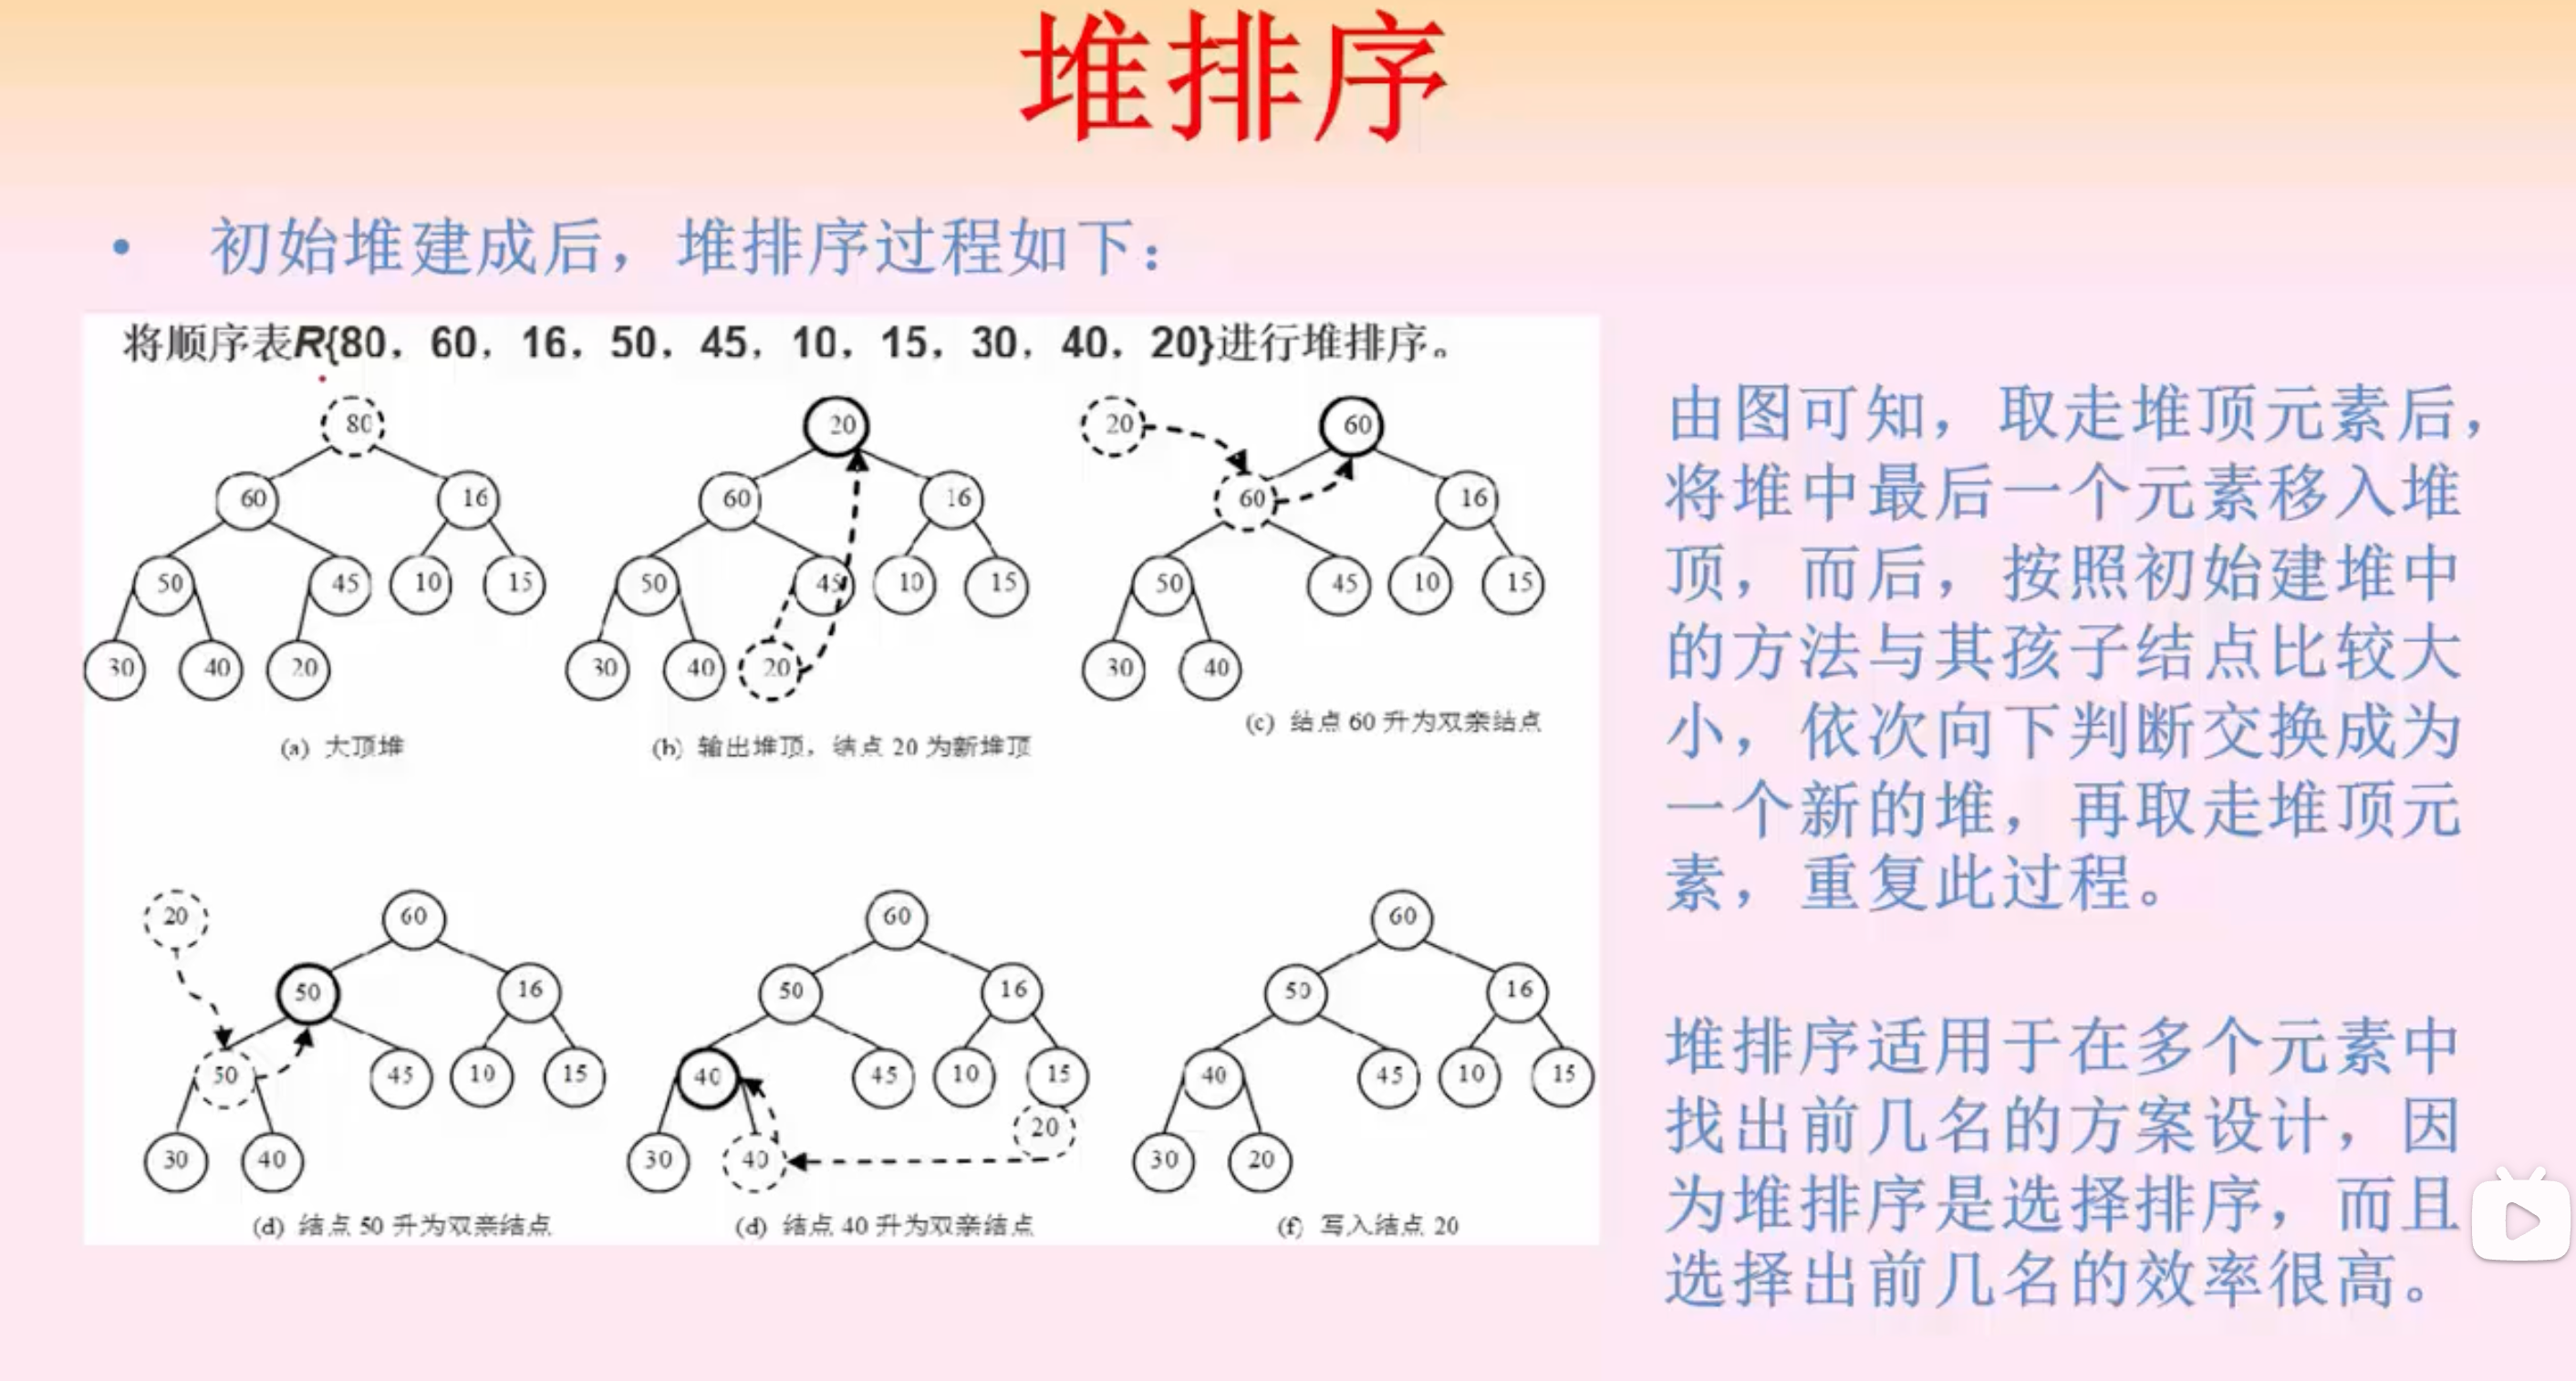 堆排序
• 初始堆建成后，堆排序过程如下：
将顺序表R{80，60，16，50，45，10，15，30，40，20}进行堆排序。
80
60 16
50 45 10 15
30 40 20
(a) 大顶堆
20
60 16
50 45 10 15
30 40 20
(b) 输出堆顶，结点 20 为新堆顶
20 60
60 16
50 45 10 15
30 40
(c) 结点 60 升为双亲结点
20 60
50 16
50 45 10 15
30 40
(d) 结点 50 升为双亲结点
60
50 16
40 45 10 15
20
30 40
(d) 结点 40 升为双亲结点
60
50 16
40 45 10 15
30 20
(f) 写入结点 20
由图可知，取走堆顶元素后，
将堆中最后一个元素移入堆
顶，而后，按照初始建堆中
的方法与其孩子结点比较大
小，依次向下判断交换成为
一个新的堆，再取走堆顶元
素，重复此过程。
堆排序适用于在多个元素中
找出前几名的方案设计，因
为堆排序是选择排序，而且
选择出前几名的效率很高。